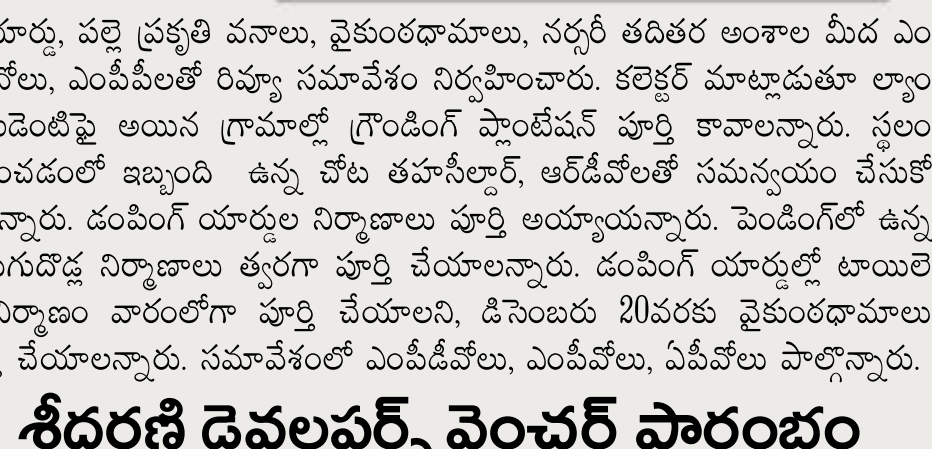 యార్డు, పల్లె ప్రకృతి వనాలు, వైకుంఠధామాలు, నర్సరీ తదితర అంశాల మీద ఎం
వోలు, ఎంపీపీలతో రివ్యూ సమావేశం నిర్వహించారు. కలెక్టర్ మాట్లాడుతూ ల్యాం
డెంటిఫై అయిన గ్రామాల్లో గ్రౌండింగ్ ప్లాంటేషన్ పూర్తి కావాలన్నారు. స్థలం
ంచడంలో ఇబ్బంది ఉన్న చోట తహసీల్దార్, ఆర్‌డీవోలతో సమన్వయం చేసుకో
న్నారు. డంపింగ్ యార్డుల నిర్మాణాలు పూర్తి అయ్యాయన్నారు. పెండింగ్‌లో ఉన్న
గుదొడ్ల నిర్మాణాలు త్వరగా పూర్తి చేయాలన్నారు. డంపింగ్ యార్డుల్లో టాయిలె
నిర్మాణం వారంలోగా పూర్తి చేయాలని, డిసెంబరు 20వరకు వైకుంఠధామాలు
చేయాలన్నారు. సమావేశంలో ఎంపీడీవోలు, ఎంపీవోలు, ఏపీవోలు పాల్గొన్నారు.
శ్రీధరణి డెవలపర్స్ వెంచర్ ప్రారంభం